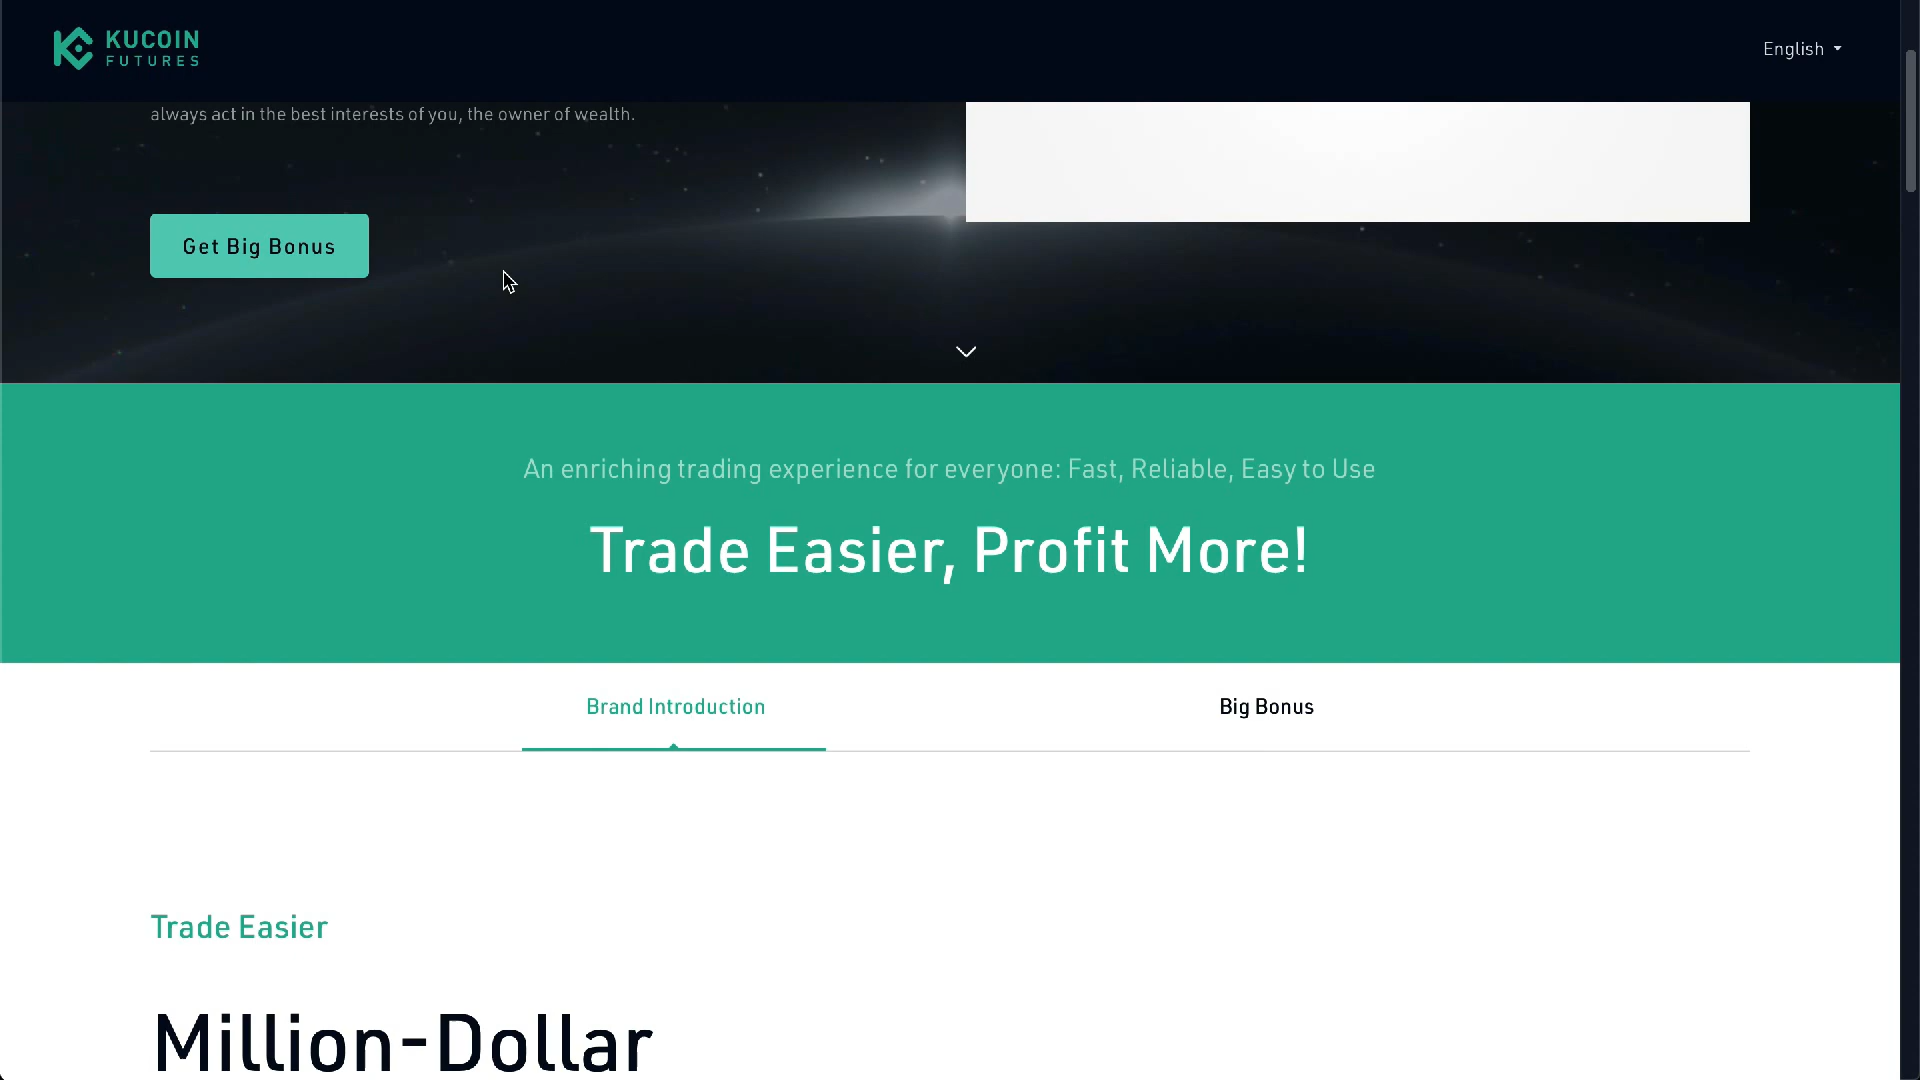 KUCOIN
FUTURES
English
always act in the best interests of you, the owner of wealth.
Get Big Bonus
An enriching trading experience for everyone: Fast, Reliable, Easy to Use
Trade Easier, Profit More!
Brand Introduction
Big Bonus
Trade Easier
Million-Dollar